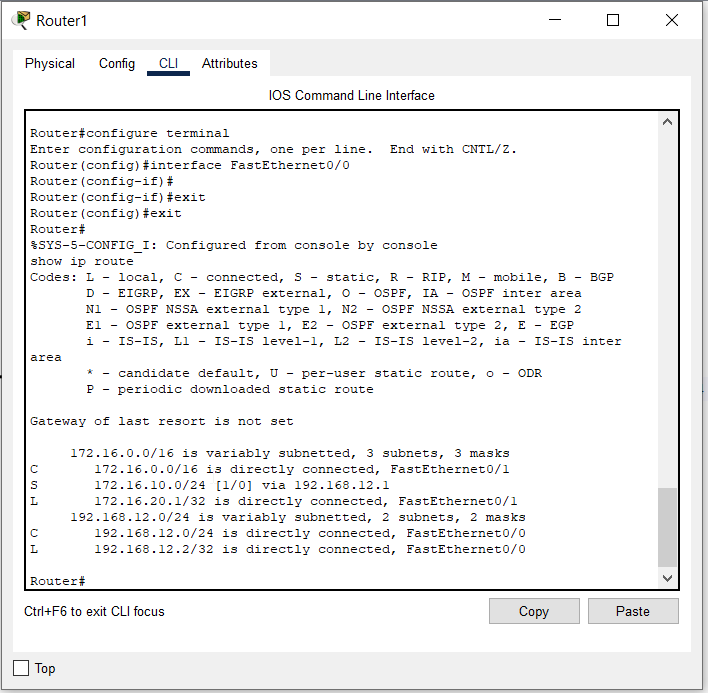 Router1
Physical Config CLI Attributes
IOS Command Line Interface
Router#configure terminal
Enter configuration commands, one per line.  End with CNTL/Z.
Router(config)#interface FastEthernet0/0
Router(config-if)#
Router(config-if)#exit
Router(config)#exit
Router#
%SYS-5-CONFIG_I: Configured from console by console
show ip route
Codes: L - local, C - connected, S - static, R - RIP, M - mobile, B - BGP
       D - EIGRP, EX - EIGRP external, O - OSPF, IA - OSPF inter area
       N1 - OSPF NSSA external type 1, N2 - OSPF NSSA external type 2
       E1 - OSPF external type 1, E2 - OSPF external type 2, E - EGP
       i - IS-IS, L1 - IS-IS level-1, L2 - IS-IS level-2, ia - IS-IS inter
area
       * - candidate default, U - per-user static route, o - ODR
       P - periodic downloaded static route
Gateway of last resort is not set
     172.16.0.0/16 is variably subnetted, 3 subnets, 3 masks
C       172.16.0.0/16 is directly connected, FastEthernet0/1
S       172.16.10.0/24 [1/0] via 192.168.12.1
L       172.16.20.1/32 is directly connected, FastEthernet0/1
     192.168.12.0/24 is variably subnetted, 2 subnets, 2 masks
C       192.168.12.0/24 is directly connected, FastEthernet0/0
L       192.168.12.2/32 is directly connected, FastEthernet0/0
Router#
Ctrl+F6 to exit CLI focus
Copy Paste
Top